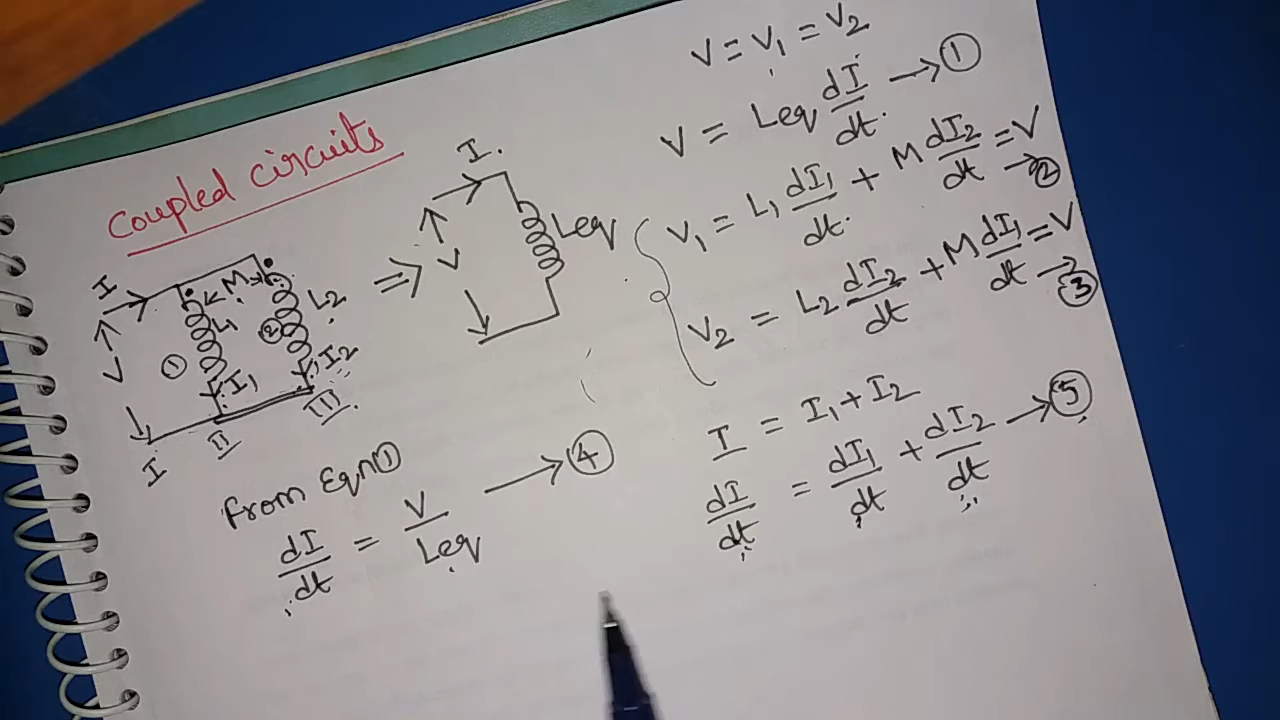 Coupled circuits
I
V
I
L1
M
L2
①
②
I1
I2
II
III
⇒
I.
V
Leq
V = V1 = V2
V = Leq dI/dt. → ①
V1 = L1 dI1/dt. + M dI2/dt = V → ②
V2 = L2 dI2/dt + M dI1/dt = V → ③
I = I1 + I2
dI/dt = dI1/dt + dI2/dt → ⑤
from Eqn①
dI/dt = V/Leq → ④